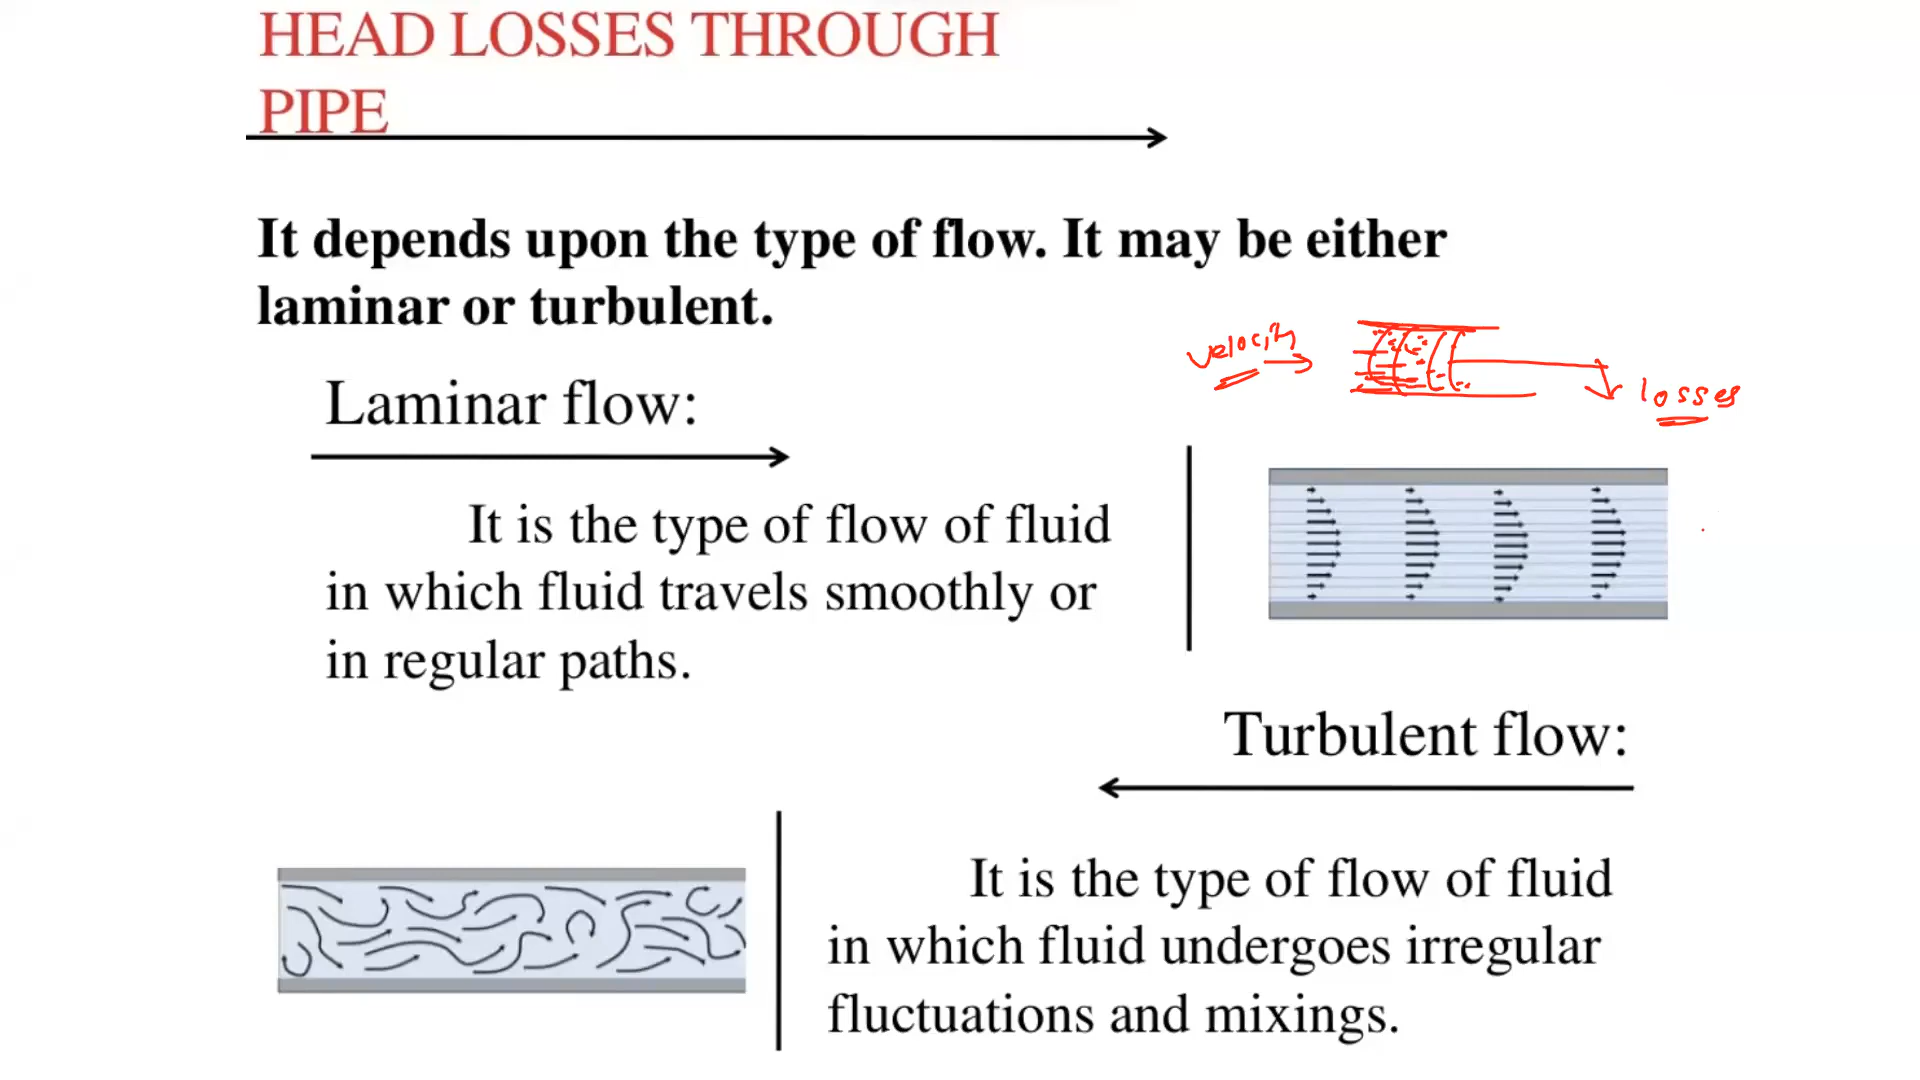 HEAD LOSSES THROUGH
PIPE
It depends upon the type of flow. It may be either
laminar or turbulent.
velocity
losses
Laminar flow:
It is the type of flow of fluid
in which fluid travels smoothly or
in regular paths.
Turbulent flow:
It is the type of flow of fluid
in which fluid undergoes irregular
fluctuations and mixings.